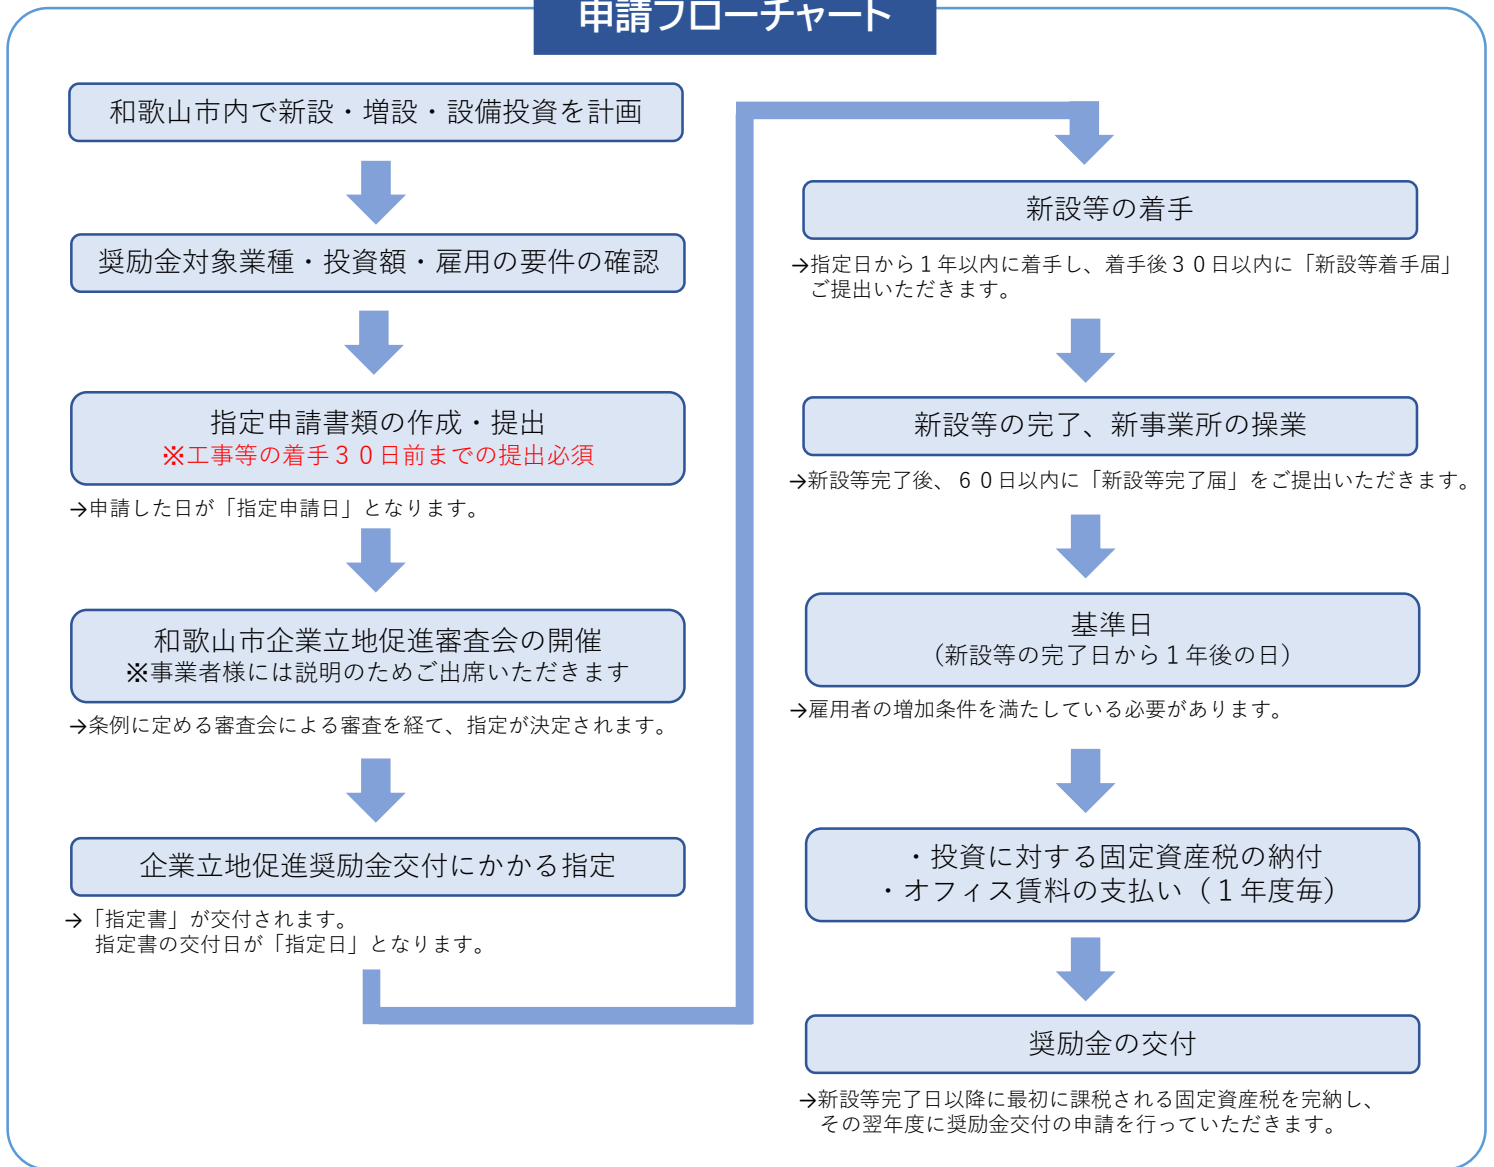 申請フローチャート
和歌山市内で新設・増設・設備投資を計画
奨励金対象業種・投資額・雇用の要件の確認
指定申請書類の作成・提出
※工事等の着手３０日前までの提出必須
→申請した日が「指定申請日」となります。
和歌山市企業立地促進審査会の開催
※事業者様には説明のためご出席いただきます
→条例に定める審査会による審査を経て、指定が決定されます。
企業立地促進奨励金交付にかかる指定
→「指定書」が交付されます。
指定書の交付日が「指定日」となります。
新設等の着手
→指定日から１年以内に着手し、着手後３０日以内に「新設等着手届」
ご提出いただきます。
新設等の完了、新事業所の操業
→新設等完了後、６０日以内に「新設等完了届」をご提出いただきます。
基準日
（新設等の完了日から１年後の日）
→雇用者の増加条件を満たしている必要があります。
・投資に対する固定資産税の納付
・オフィス賃料の支払い（１年度毎）
奨励金の交付
→新設等完了日以降に最初に課税される固定資産税を完納し、
その翌年度に奨励金交付の申請を行っていただきます。